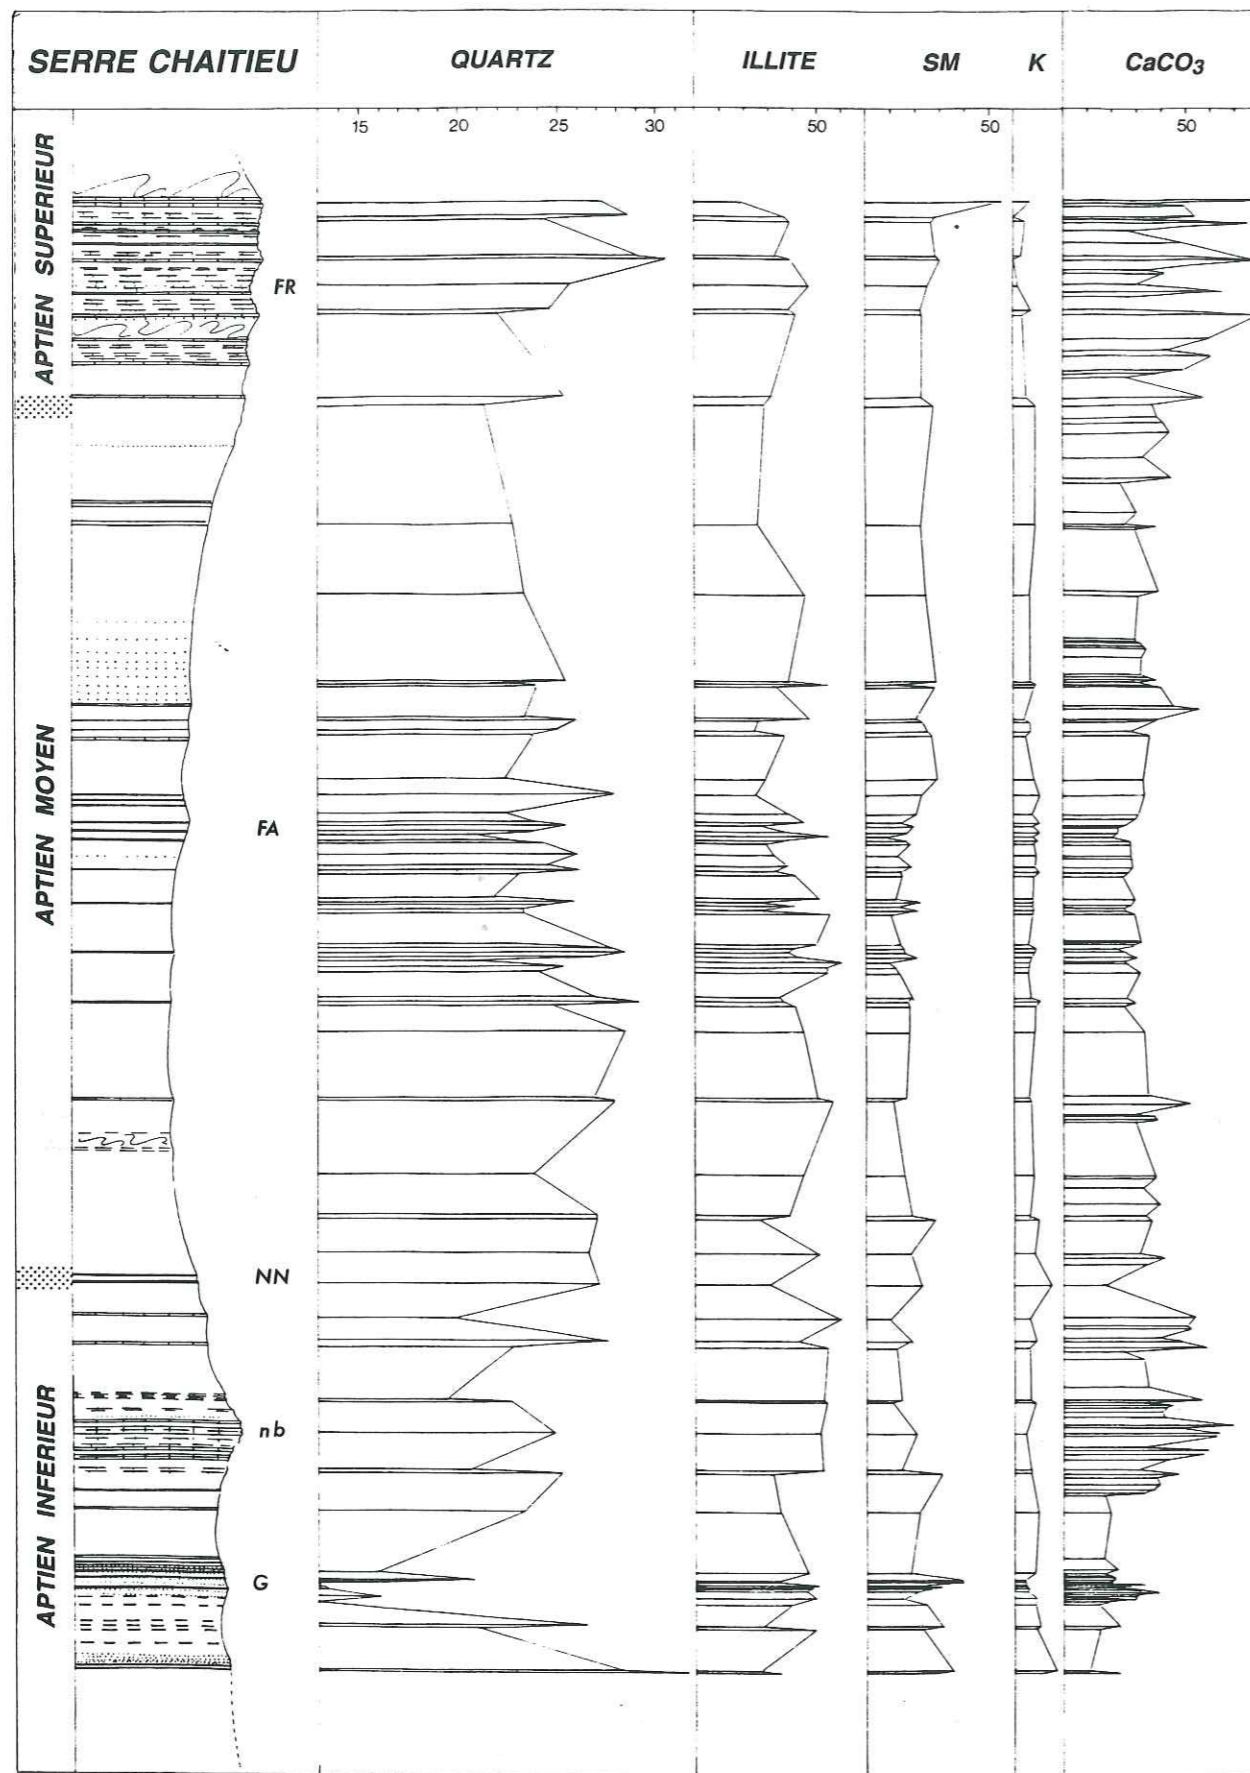 SERRE CHAITIEU QUARTZ ILLITE SM K CaCO3
15 20 25 30 50 50 50
APTIEN SUPERIEUR
FR
APTIEN MOYEN
FA
NN
APTIEN INFERIEUR
nb
G